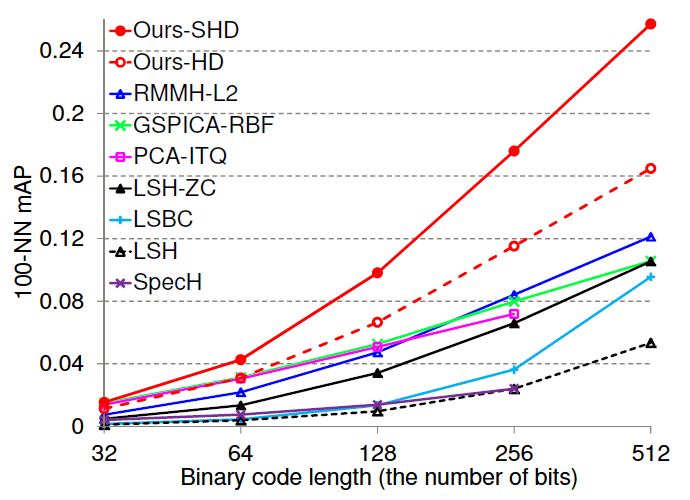 Ours-SHD
Ours-HD
RMMH-L2
GSPICA-RBF
PCA-ITQ
LSH-ZC
LSBC
LSH
SpecH
0.24
0.2
0.16
0.12
0.08
0.04
0
100-NN mAP
32 64 128 256 512
Binary code length (the number of bits)